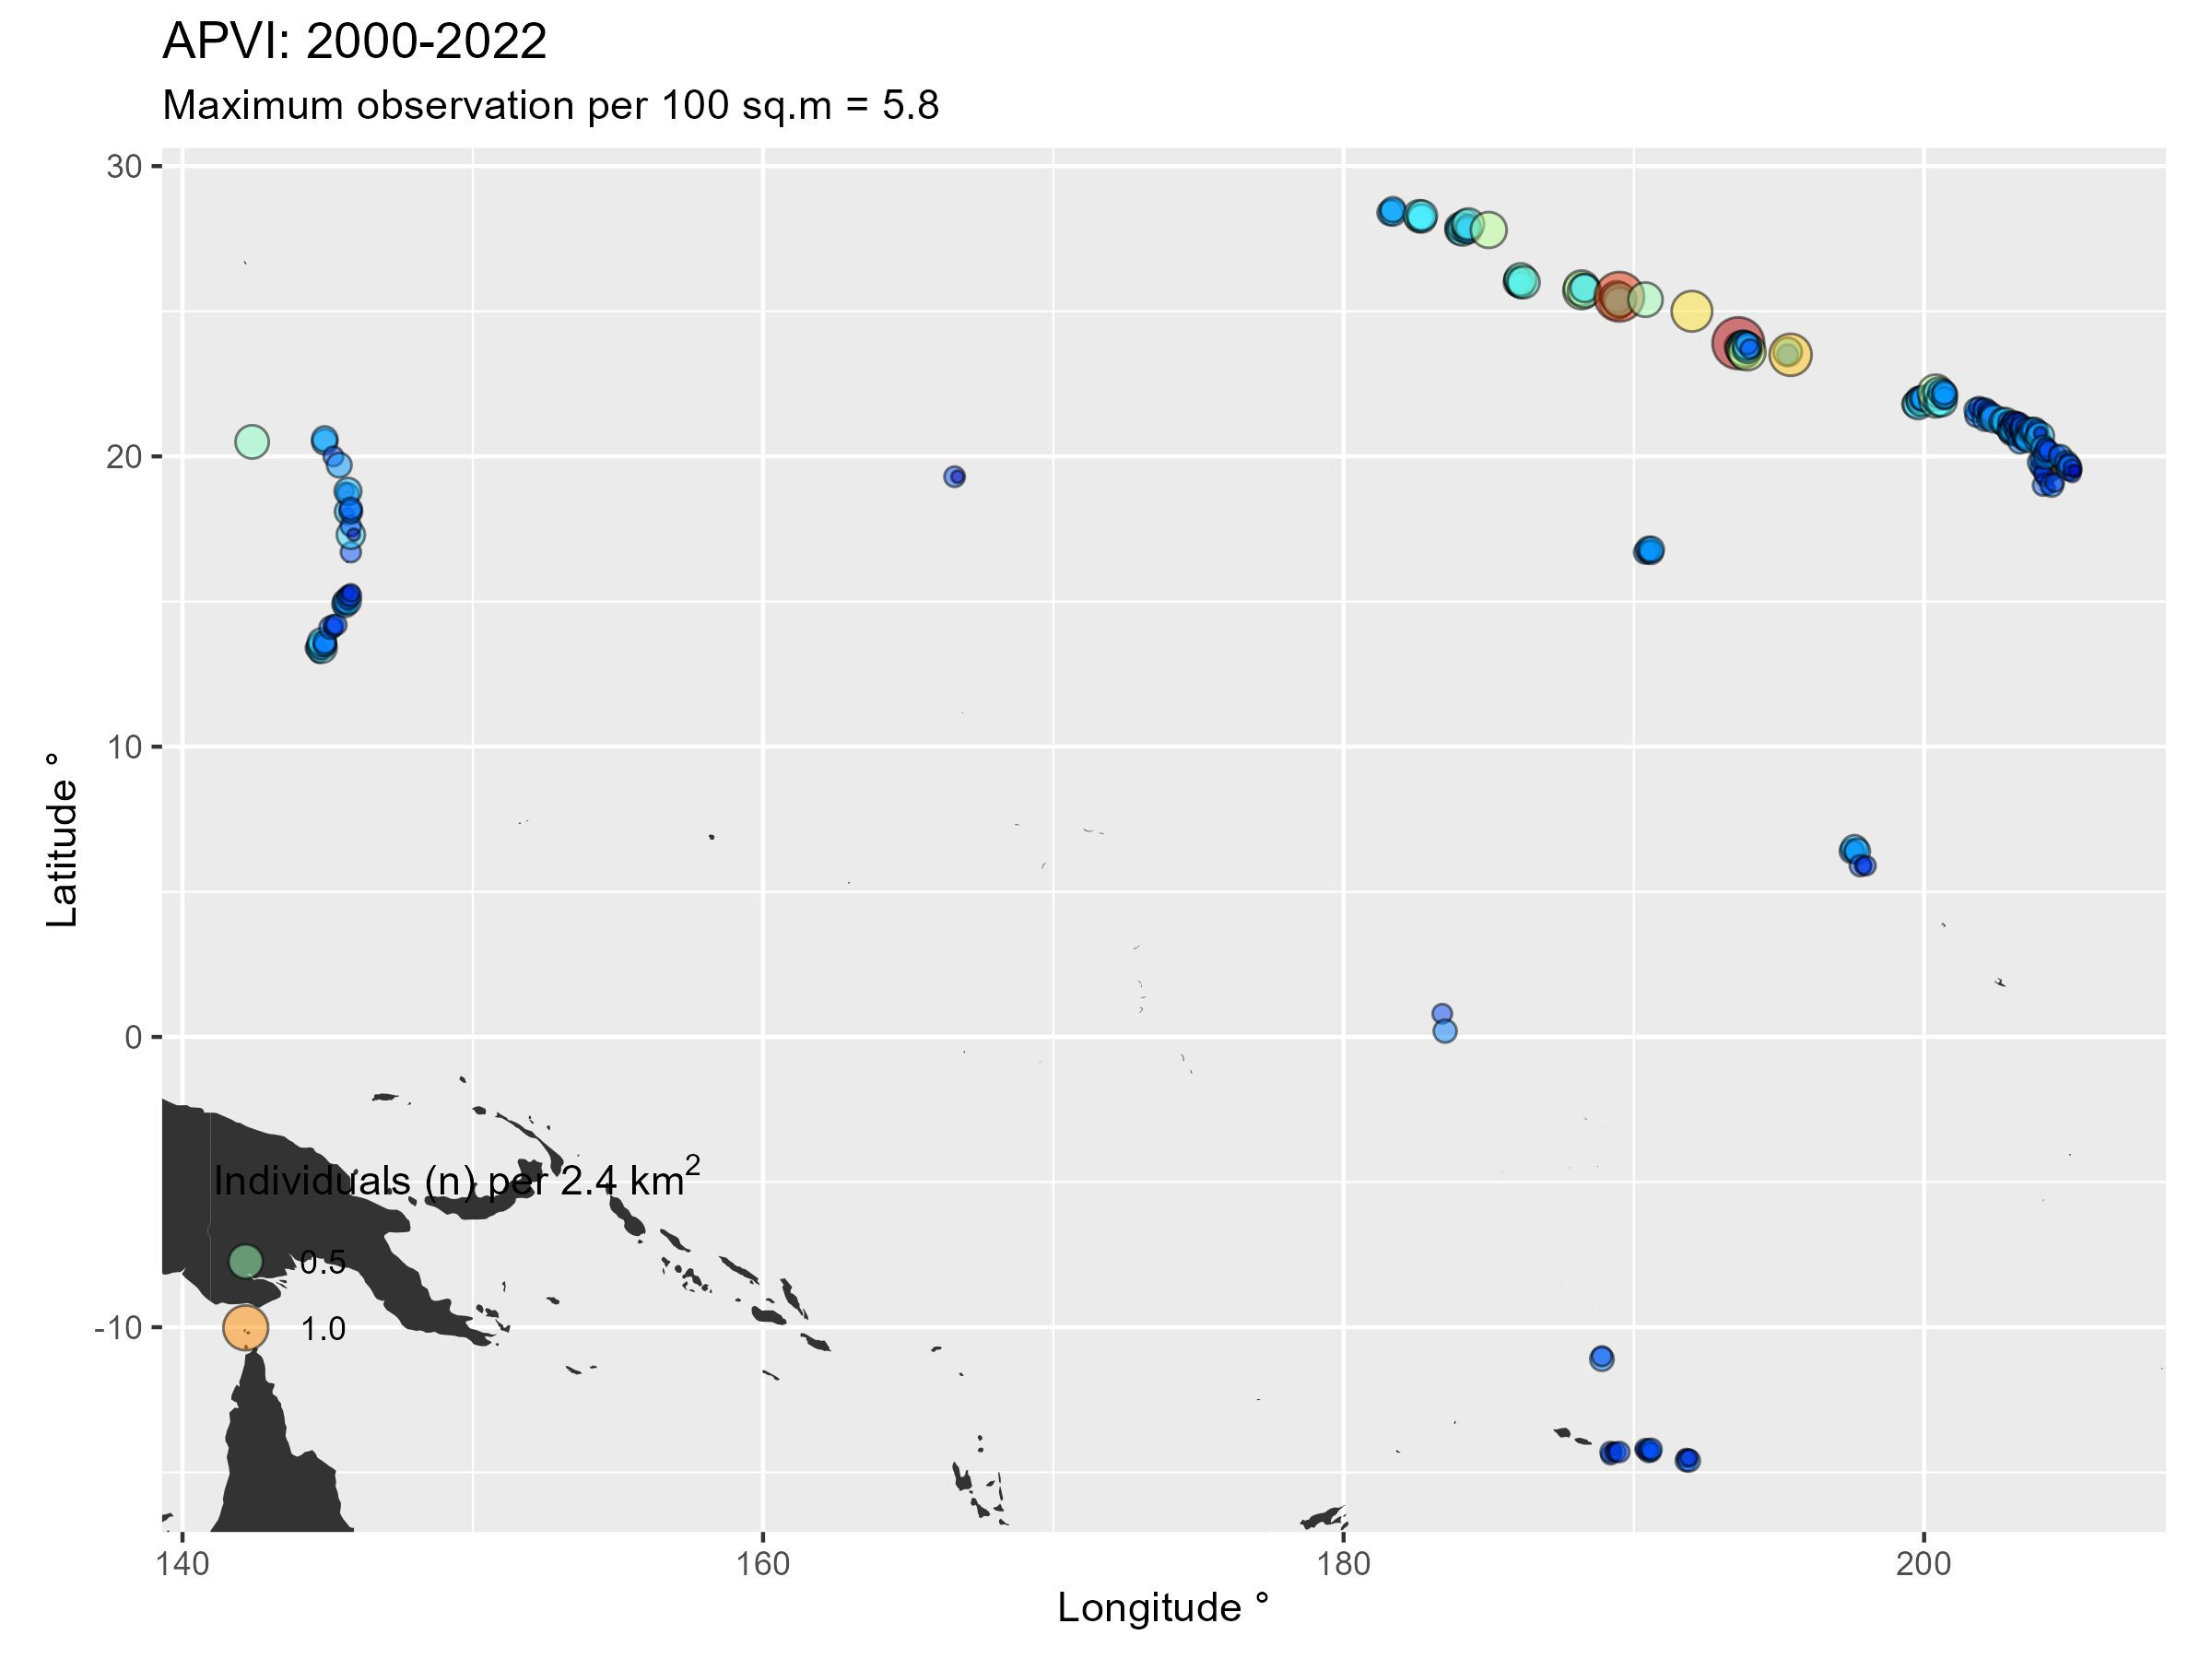 APVI: 2000-2022
Maximum observation per 100 sq.m = 5.8
30
20
10
0
-10
Latitude °
Individuals (n) per 2.4 km²
0.5
1.0
140 160 180 200
Longitude °